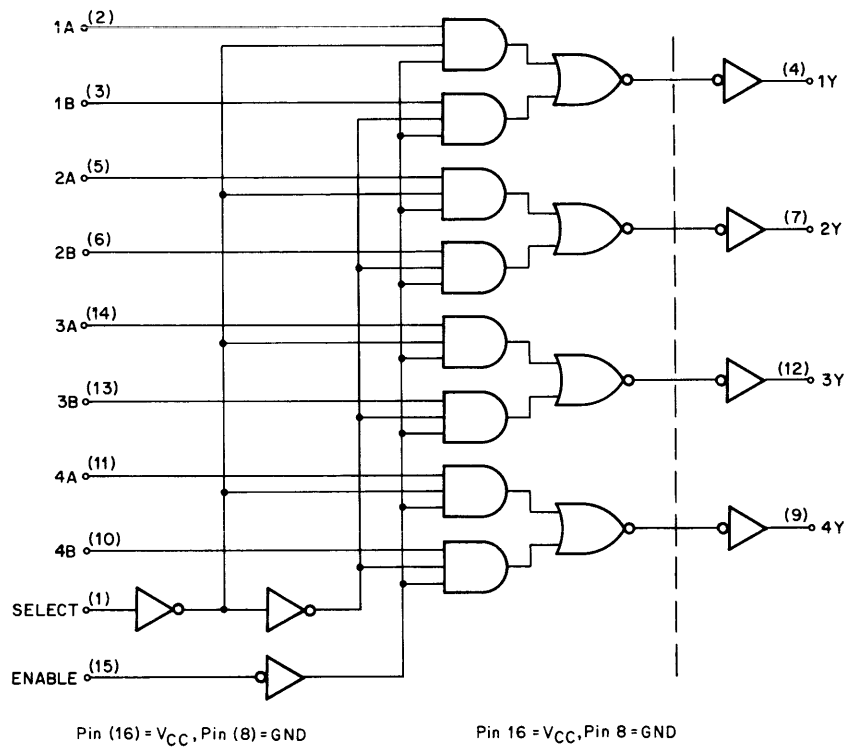 1A (2)
(4) 1Y
1B (3)
2A (5)
(7) 2Y
2B (6)
3A (14)
(12) 3Y
3B (13)
4A (11)
(9) 4Y
4B (10)
SELECT (1)
ENABLE (15)
Pin (16) = VCC, Pin (8) = GND
Pin 16 = VCC, Pin 8 = GND